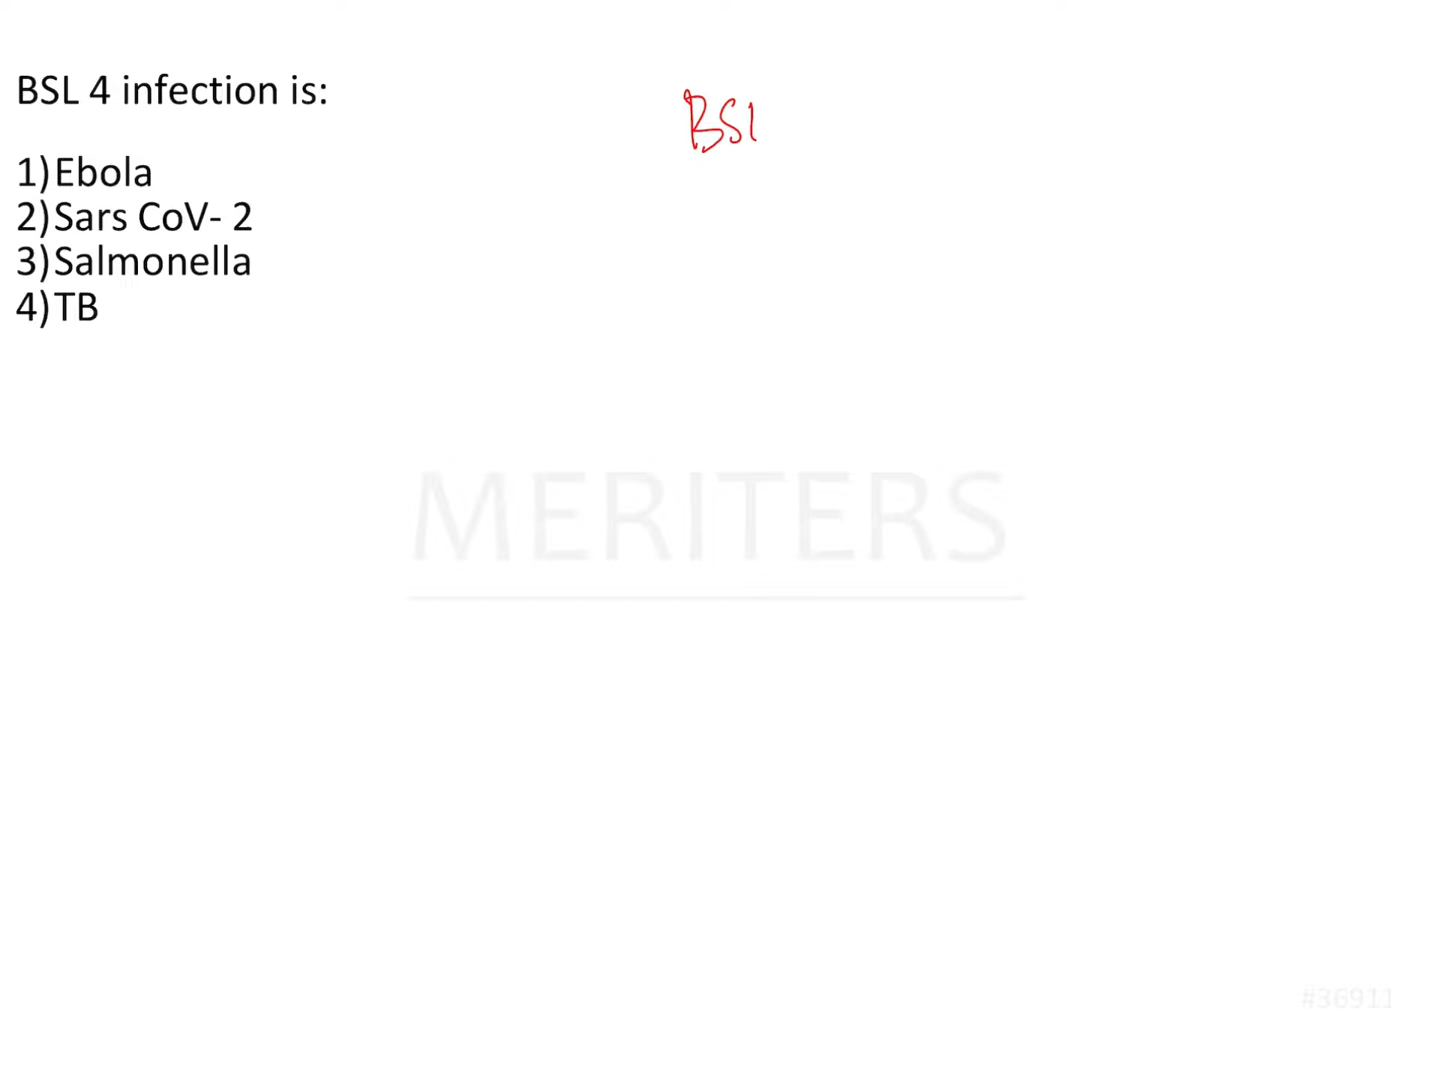 BSL 4 infection is:
BSl
1)Ebola
2)Sars CoV- 2
3)Salmonella
4)TB
MERITERS
#36911